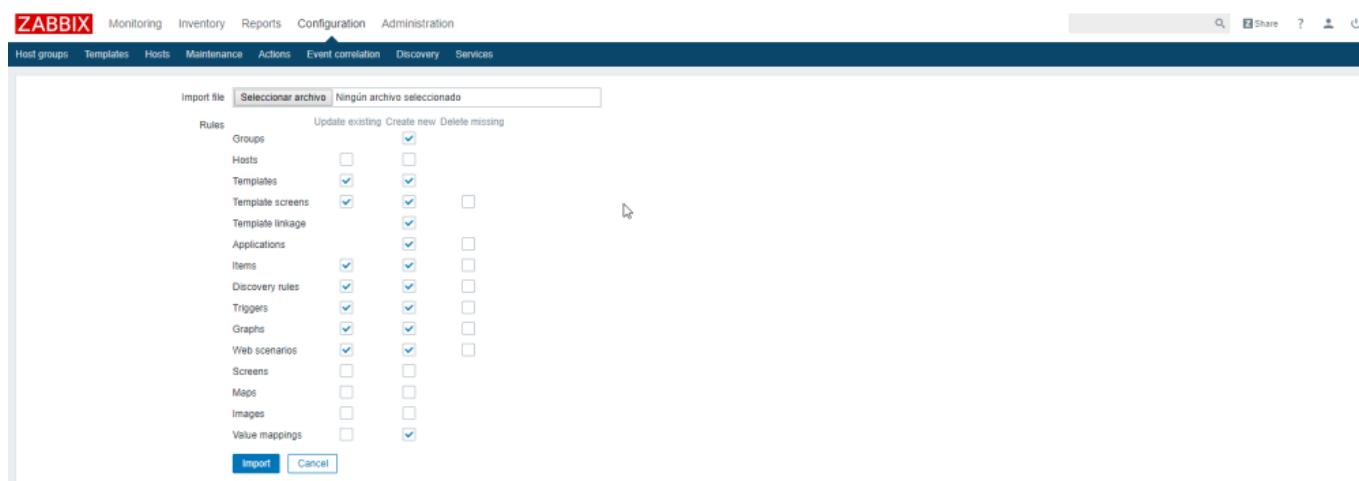 ZABBIX Monitoring Inventory Reports Configuration Administration Share ?
Host groups Templates Hosts Maintenance Actions Event correlation Discovery Services
Import file Seleccionar archivo Ningún archivo seleccionado
Rules Update existing Create new Delete missing
Groups
Hosts
Templates
Template screens
Template linkage
Applications
Items
Discovery rules
Triggers
Graphs
Web scenarios
Screens
Maps
Images
Value mappings
Import Cancel